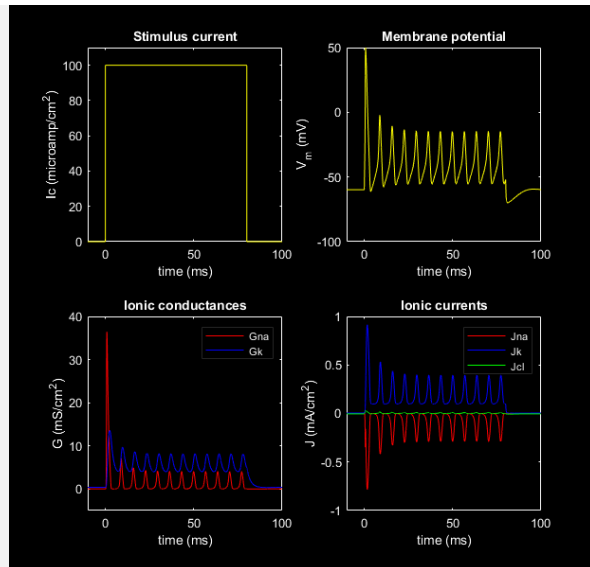 Stimulus current
100
80
60
40
20
0
0
50
100
Ic (microamp/cm²)
time (ms)
Membrane potential
50
0
-50
-100
0
50
100
Vₘ (mV)
time (ms)
Ionic conductances
40
30
20
10
0
0
50
100
G (mS/cm²)
time (ms)
Gna
Gk
Ionic currents
1
0.5
0
-0.5
-1
0
50
100
J (mA/cm²)
time (ms)
Jna
Jk
Jcl